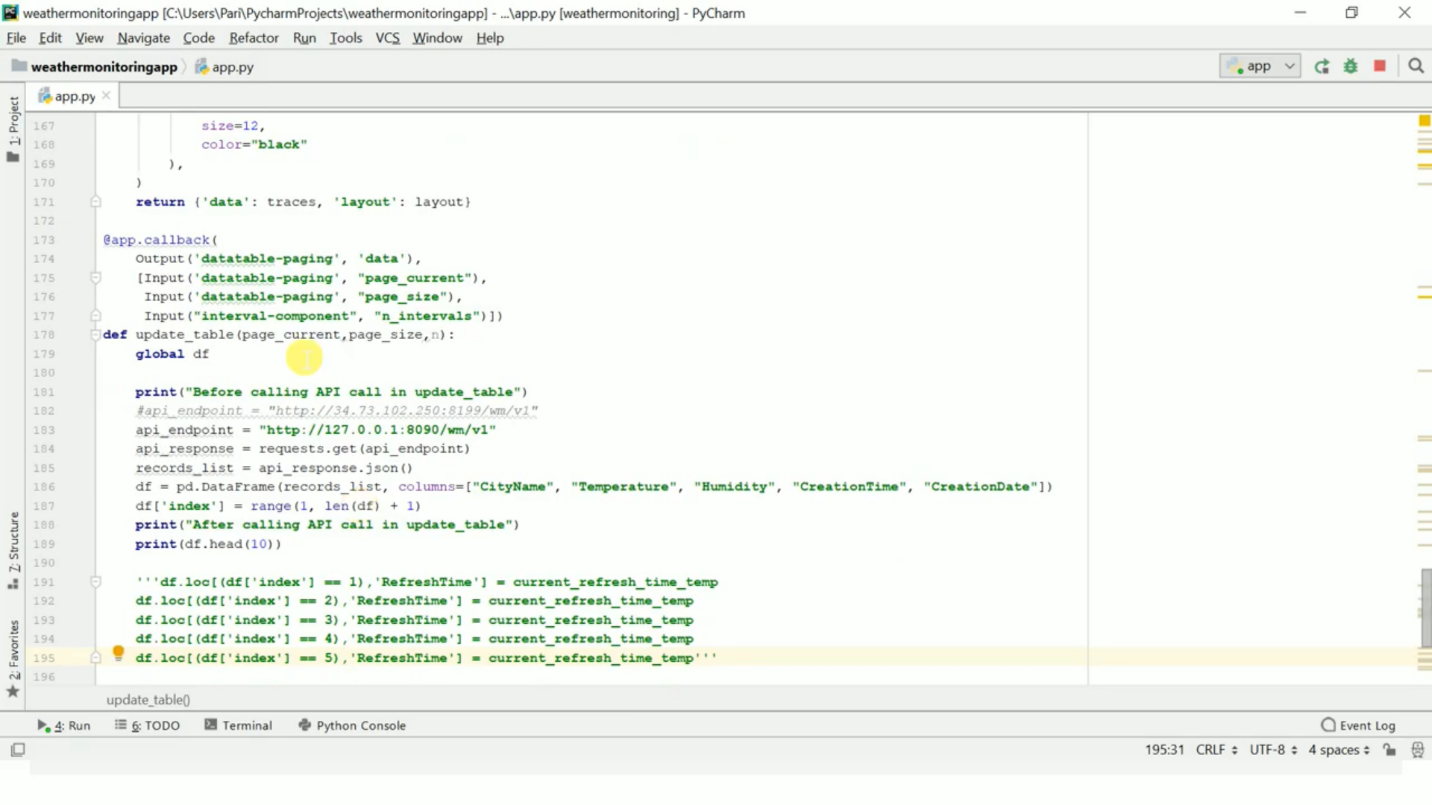 weathermonitoringapp [C:\Users\Pari\PycharmProjects\weathermonitoringapp] - ...\app.py [weathermonitoring] - PyCharm
File Edit View Navigate Code Refactor Run Tools VCS Window Help
weathermonitoringapp app.py app
app.py
1: Project
7: Structure
2: Favorites
167 size=12,
168 color="black"
169 ),
170 )
171 return {'data': traces, 'layout': layout}
172
173 @app.callback(
174 Output('datatable-paging', 'data'),
175 [Input('datatable-paging', "page_current"),
176 Input('datatable-paging', "page_size"),
177 Input("interval-component", "n_intervals")])
178 def update_table(page_current,page_size,n):
179 global df
180
181 print("Before calling API call in update_table")
182 #api_endpoint = "http://34.73.102.250:8199/wm/v1"
183 api_endpoint = "http://127.0.0.1:8090/wm/v1"
184 api_response = requests.get(api_endpoint)
185 records_list = api_response.json()
186 df = pd.DataFrame(records_list, columns=["CityName", "Temperature", "Humidity", "CreationTime", "CreationDate"])
187 df['index'] = range(1, len(df) + 1)
188 print("After calling API call in update_table")
189 print(df.head(10))
190
191 '''df.loc[(df['index'] == 1),'RefreshTime'] = current_refresh_time_temp
192 df.loc[(df['index'] == 2),'RefreshTime'] = current_refresh_time_temp
193 df.loc[(df['index'] == 3),'RefreshTime'] = current_refresh_time_temp
194 df.loc[(df['index'] == 4),'RefreshTime'] = current_refresh_time_temp
195 df.loc[(df['index'] == 5),'RefreshTime'] = current_refresh_time_temp'''
196
update_table()
4: Run 6: TODO Terminal Python Console Event Log
195:31 CRLF UTF-8 4 spaces